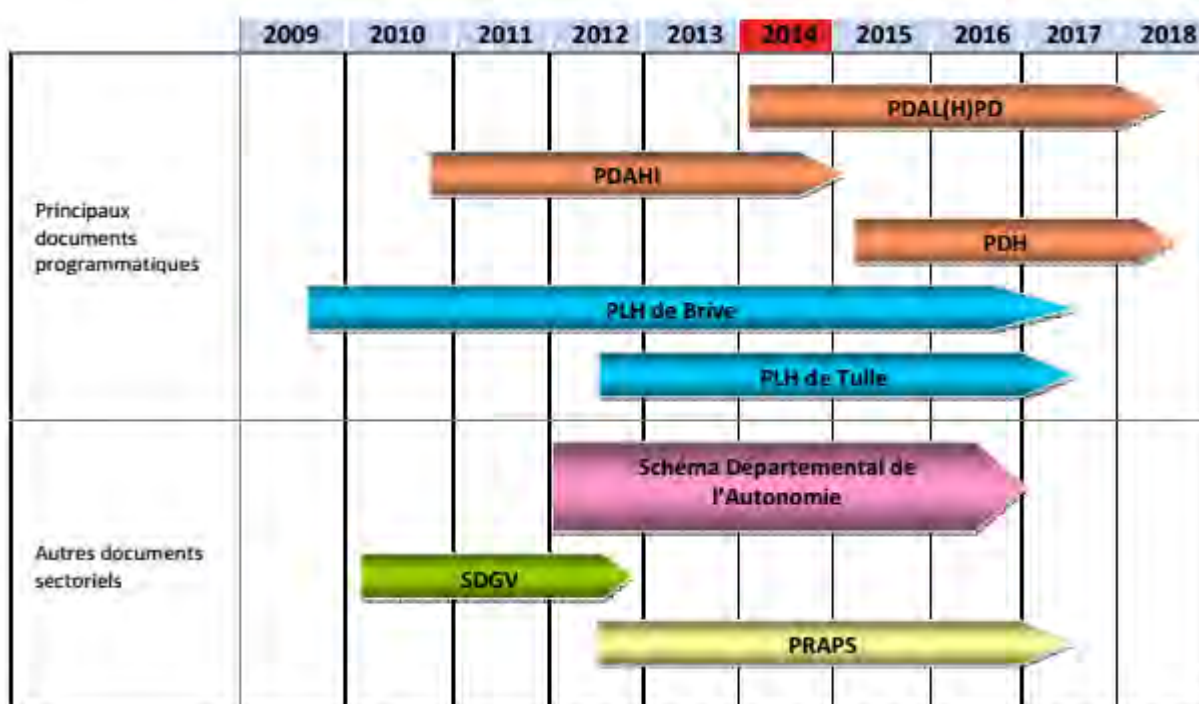 2009 2010 2011 2012 2013 2014 2015 2016 2017 2018
PDAL(H)PD
PDAHI
Principaux
documents
programmatiques
PDH
PLH de Brive
PLH de Tulle
Schéma Départemental de
l'Autonomie
Autres documents
sectoriels
SDGV
PRAPS